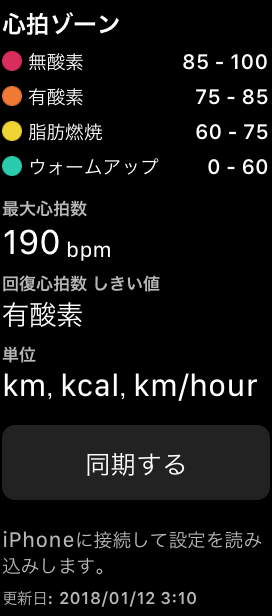 心拍ゾーン
無酸素 85 - 100
有酸素 75 - 85
脂肪燃焼 60 - 75
ウォームアップ 0 - 60
最大心拍数
190 bpm
回復心拍数 しきい値
有酸素
単位
km, kcal, km/hour
同期する
iPhoneに接続して設定を読み
込みします。
更新日: 2018/01/12 3:10